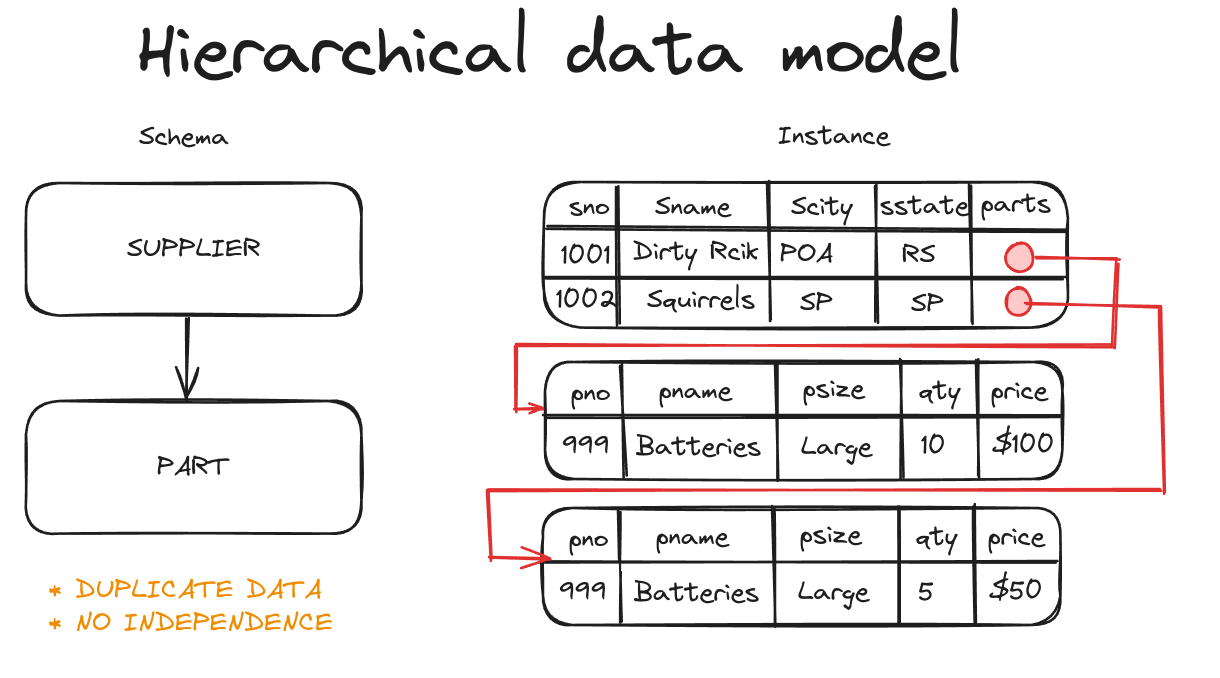 Hierarchical data model
Schema
Instance
SUPPLIER
PART
* DUPLICATE DATA
* NO INDEPENDENCE
sno Sname Scity sstate parts
1001 Dirty Rcik POA RS
1002 Squirrels SP SP
pno pname psize qty price
999 Batteries Large 10 $100
pno pname psize qty price
999 Batteries Large 5 $50